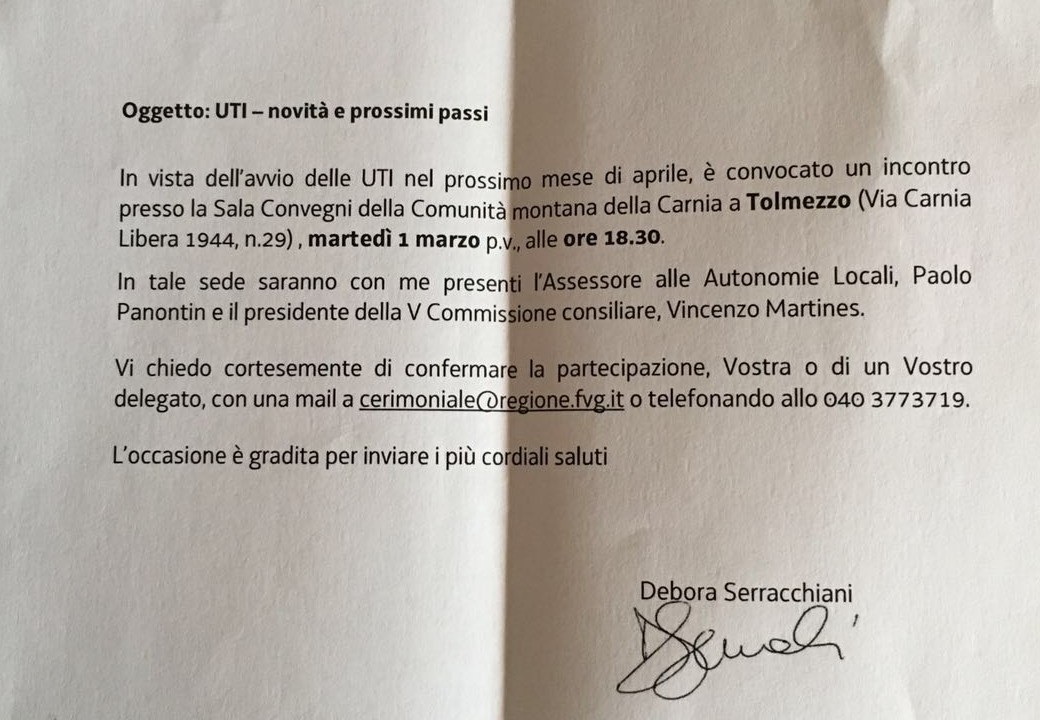 Oggetto: UTI – novità e prossimi passi
In vista dell'avvio delle UTI nel prossimo mese di aprile, è convocato un incontro
presso la Sala Convegni della Comunità montana della Carnia a Tolmezzo (Via Carnia
Libera 1944, n.29) , martedì 1 marzo p.v., alle ore 18.30.
In tale sede saranno con me presenti l'Assessore alle Autonomie Locali, Paolo
Panontin e il presidente della V Commissione consiliare, Vincenzo Martines.
Vi chiedo cortesemente di confermare la partecipazione, Vostra o di un Vostro
delegato, con una mail a cerimoniale@regione.fvg.it o telefonando allo 040 3773719.
L'occasione è gradita per inviare i più cordiali saluti
Debora Serracchiani